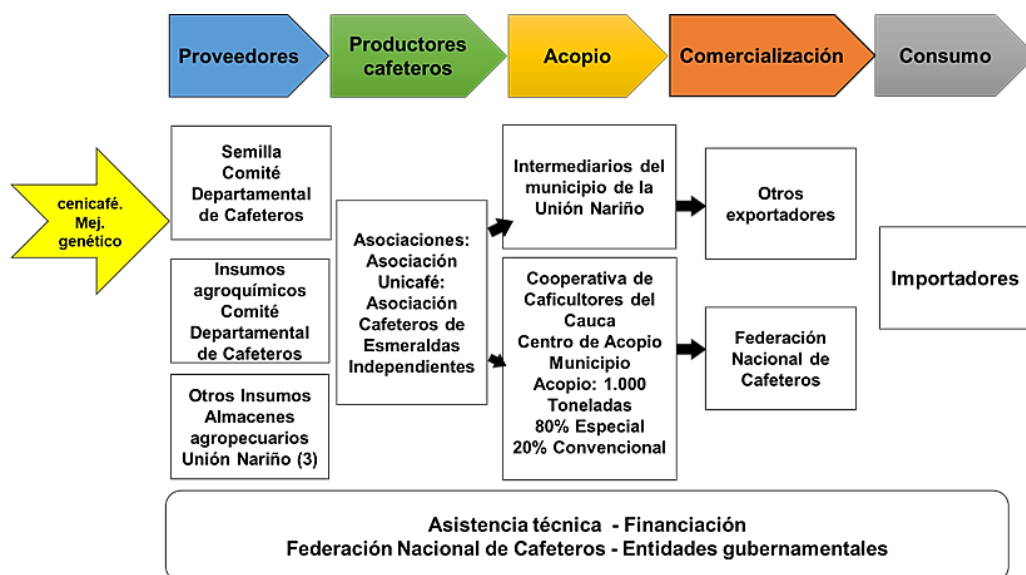 Proveedores
Productores
cafeteros
Acopio
Comercialización
Consumo
cenicafé.
Mej.
genético
Semilla
Comité
Departamental
de Cafeteros
Insumos
agroquímicos
Comité
Departamental
de Cafeteros
Otros Insumos
Almacenes
agropecuarios
Unión Nariño (3)
Asociaciones:
Asociación
Unicafé:
Asociación
Cafeteros de
Esmeraldas
Independientes
Intermediarios del
municipio de la
Unión Nariño
Cooperativa de
Caficultores del
Cauca
Centro de Acopio
Municipio
Acopio: 1.000
Toneladas
80% Especial
20% Convencional
Otros
exportadores
Federación
Nacional de
Cafeteros
Importadores
Asistencia técnica - Financiación
Federación Nacional de Cafeteros - Entidades gubernamentales